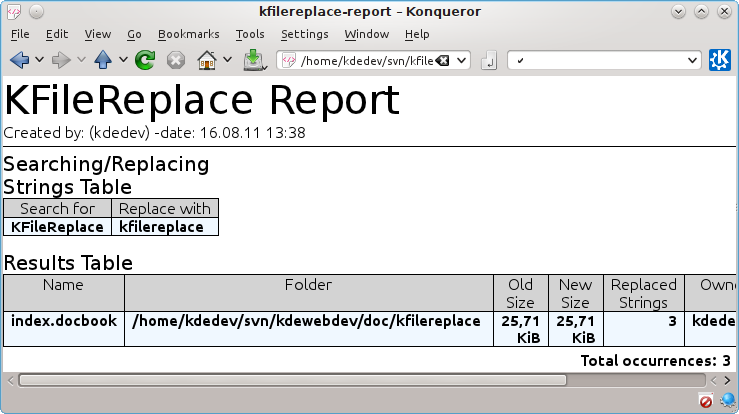 kfilereplace-report – Konqueror
File Edit View Go Bookmarks Tools Settings Window Help
/home/kdedev/svn/kfile
KFileReplace Report
Created by: (kdedev) -date: 16.08.11 13:38
Searching/Replacing
Strings Table
Search for Replace with
KFileReplace kfilereplace
Results Table
Name Folder Old Size New Size Replaced Strings Own
index.docbook /home/kdedev/svn/kdewebdev/doc/kfilereplace 25,71 KiB 25,71 KiB 3 kdede
Total occurrences: 3